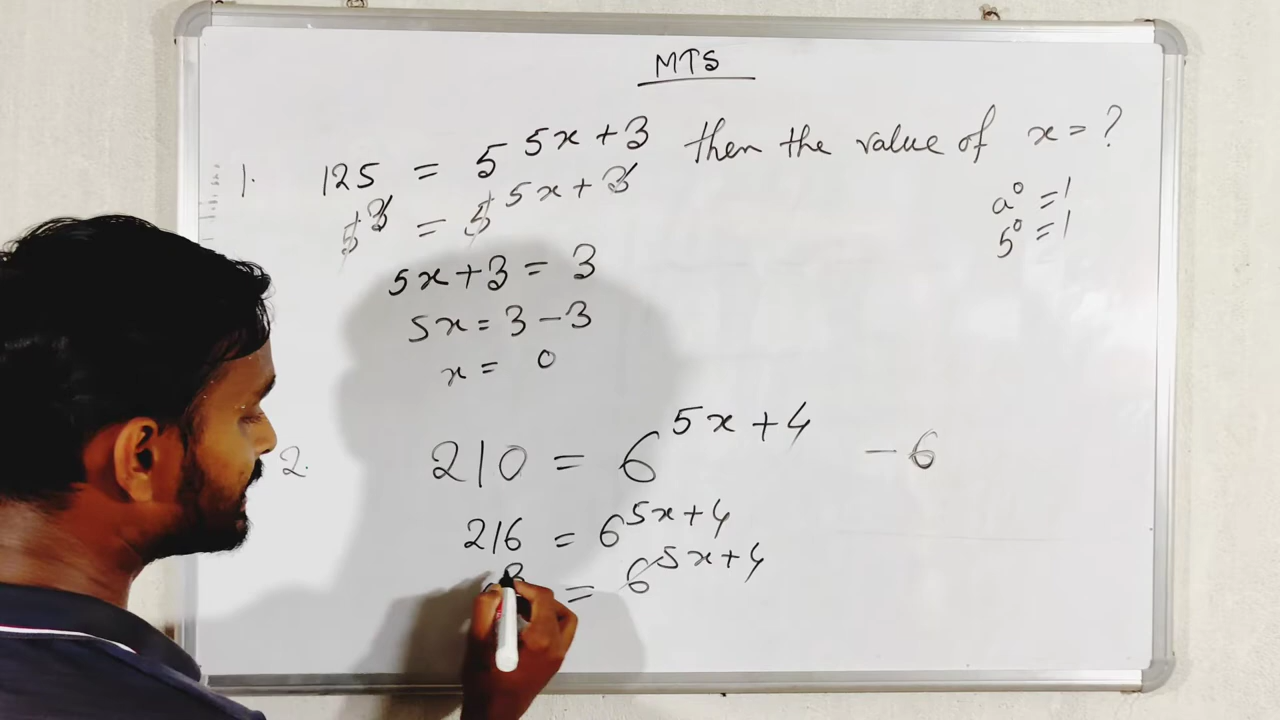 MTS
1. 125 = 5^5x+3 then the value of x = ?
5^3 = 5^5x+3
a^0 = 1
5^0 = 1
5x+3 = 3
5x = 3-3
x = 0
2. 210 = 6^5x+4 - 6
216 = 6^5x+4
3 = 6^5x+4